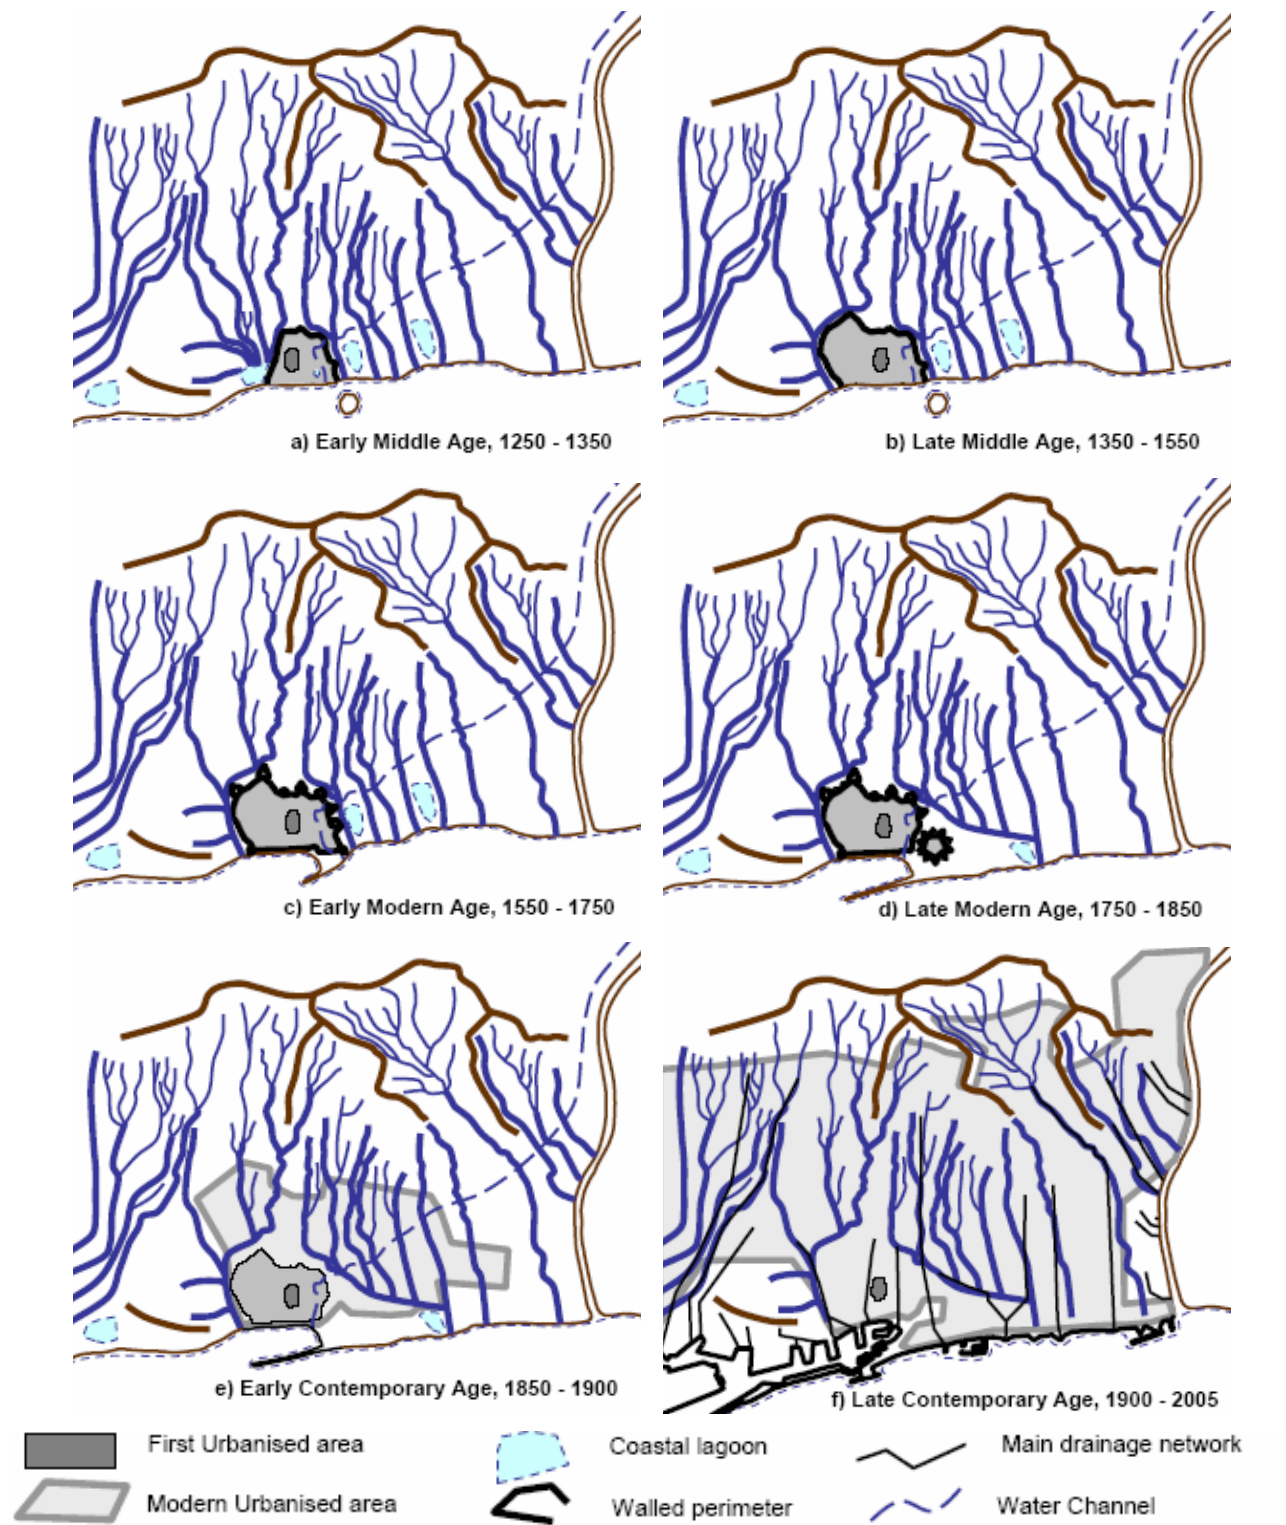 a) Early Middle Age, 1250 - 1350
b) Late Middle Age, 1350 - 1550
c) Early Modern Age, 1550 - 1750
d) Late Modern Age, 1750 - 1850
e) Early Contemporary Age, 1850 - 1900
f) Late Contemporary Age, 1900 - 2005
First Urbanised area
Coastal lagoon
Main drainage network
Modern Urbanised area
Walled perimeter
Water Channel